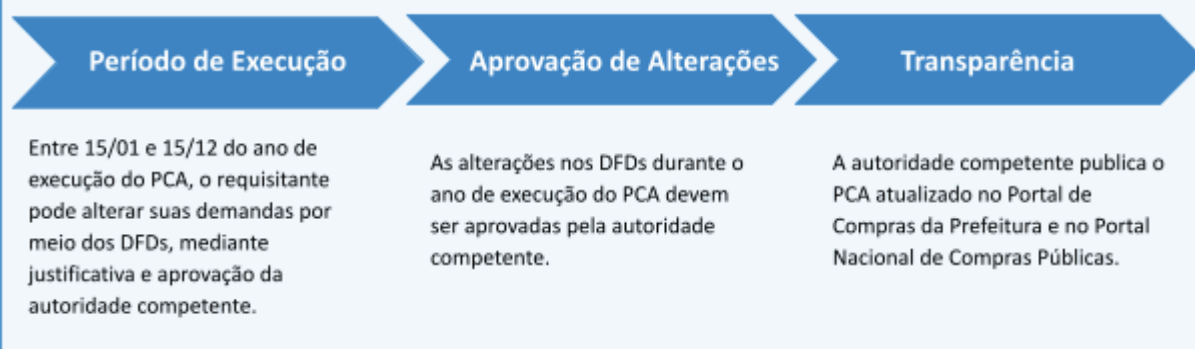 Período de Execução
Entre 15/01 e 15/12 do ano de
execução do PCA, o requisitante
pode alterar suas demandas por
meio dos DFDs, mediante
justificativa e aprovação da
autoridade competente.
Aprovação de Alterações
As alterações nos DFDs durante o
ano de execução do PCA devem
ser aprovadas pela autoridade
competente.
Transparência
A autoridade competente publica o
PCA atualizado no Portal de
Compras da Prefeitura e no Portal
Nacional de Compras Públicas.